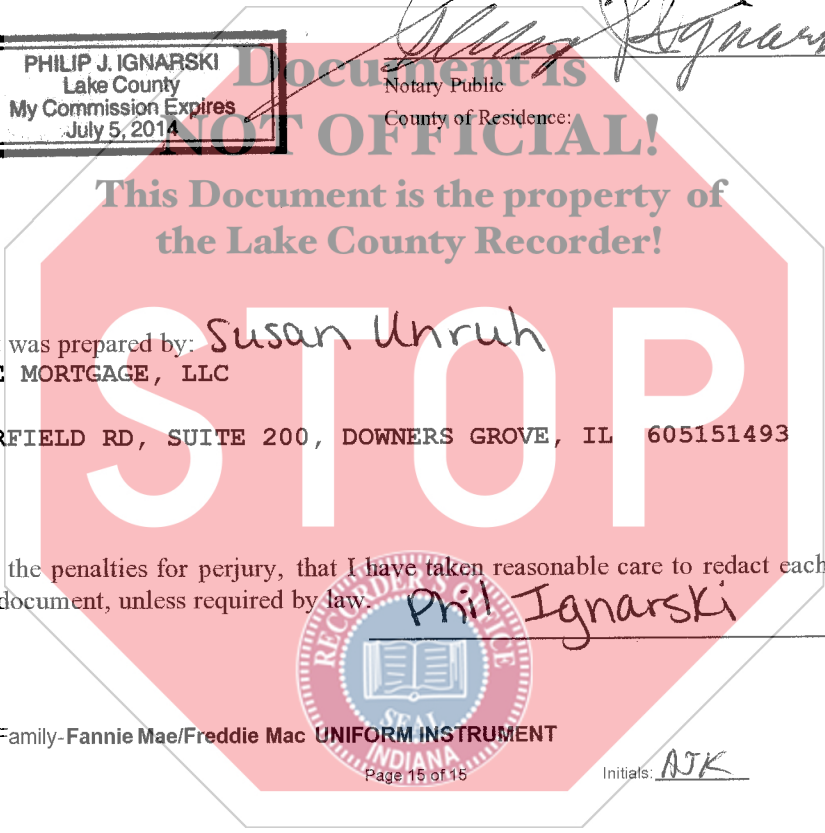 Philip J. Ignarski
PHILIP J. IGNARSKI
Lake County
My Commission Expires
July 5, 2014
Notary Public
County of Residence:
Document is
NOT OFFICIAL!
This Document is the property of
the Lake County Recorder!
STOP
was prepared by: Susan Unruh
MORTGAGE, LLC
RFIELD RD, SUITE 200, DOWNERS GROVE, IL 605151493
the penalties for perjury, that I have taken reasonable care to redact each
document, unless required by law. Phil Ignarski
RECORDER'S OFFICE
SEAL
INDIANA
Family-Fannie Mae/Freddie Mac UNIFORM INSTRUMENT
Page 15 of 15
Initials: AJK